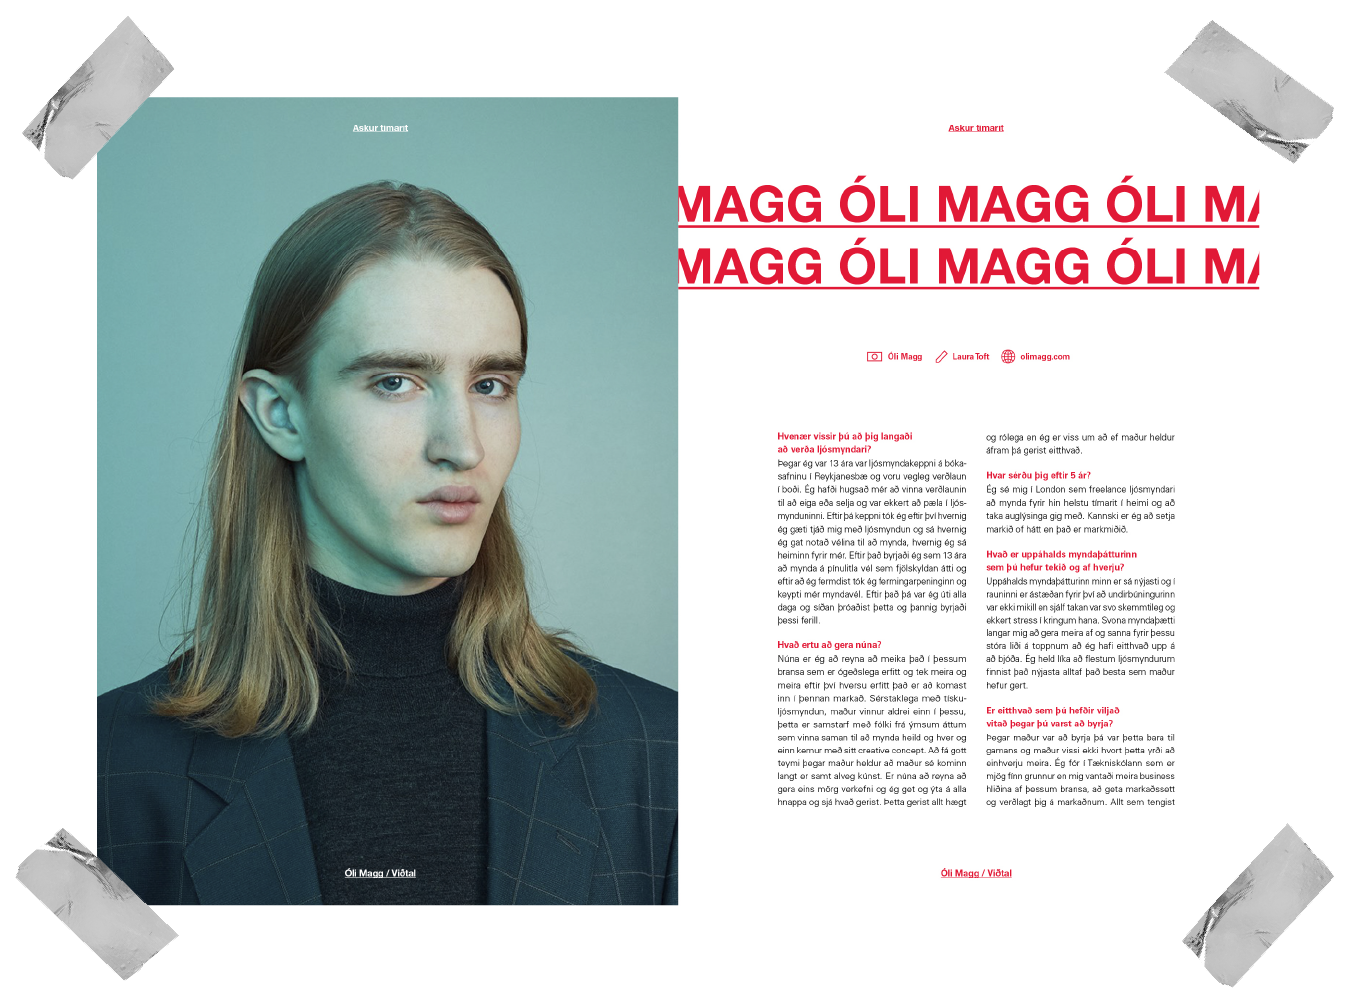 Askur tímarit
Askur tímarit
MAGG ÓLI MAGG ÓLI MA
MAGG ÓLI MAGG ÓLI MA
Óli Magg Laura Toft olimagg.com
Hvenær vissir þú að þig langaði
að verða ljósmyndari?
Þegar ég var 13 ára var ljósmyndakeppni á bóka-
safninu í Reykjanesbæ og voru vegleg verðlaun
í boði. Ég hafði hugsað mér að vinna verðlaunin
til að eiga eða selja og var ekkert að pæla í ljós-
mynduninni. Eftir þá keppni tók ég eftir því hvernig
ég gæti tjáð mig með ljósmyndun og sá hvernig
ég gat notað vélina til að mynda, hvernig ég sá
heiminn fyrir mér. Eftir það byrjaði ég sem 13 ára
að mynda á pínulitla vél sem fjölskyldan átti og
eftir að ég fermdist tók ég fermingarpeninginn og
keypti mér myndavél. Eftir það þá var ég úti alla
daga og síðan þróaðist þetta og þannig byrjaði
þessi ferill.
Hvað ertu að gera núna?
Núna er ég að reyna að meika það í þessum
bransa sem er ógeðslega erfitt og tek meira og
meira eftir því hversu erfitt það er að komast
inn í þennan markað. Sérstaklega með tísku-
ljósmyndun, maður vinnur aldrei einn í þessu,
þetta er samstarf með fólki frá ýmsum áttum
sem vinna saman til að mynda heild og hver og
einn kemur með sitt creative concept. Að fá gott
teymi þegar maður heldur að maður sé kominn
langt er samt alveg kúnst. Er núna að reyna að
gera eins mörg verkefni og ég get og ýta á alla
hnappa og sjá hvað gerist. Þetta gerist allt hægt
og rólega en ég er viss um að ef maður heldur
áfram þá gerist eitthvað.
Hvar sérðu þig eftir 5 ár?
Ég sé mig í London sem freelance ljósmyndari
að mynda fyrir hin helstu tímarit í heimi og að
taka auglýsinga gig með. Kannski er ég að setja
markið of hátt en það er markmiðið.
Hvað er uppáhalds myndaþátturinn
sem þú hefur tekið og af hverju?
Uppáhalds myndaþátturinn minn er sá nýjasti og í
rauninni er ástæðan fyrir því að undirbúningurinn
var ekki mikill en sjálf takan var svo skemmtileg og
ekkert stress í kringum hana. Svona myndaþætti
langar mig að gera meira af og sanna fyrir þessu
stóra liði á toppnum að ég hafi eitthvað upp á
að bjóða. Ég held líka að flestum ljósmyndurum
finnist það nýjasta alltaf það besta sem maður
hefur gert.
Er eitthvað sem þú hefðir viljað
vitað þegar þú varst að byrja?
Þegar maður var að byrja þá var þetta bara til
gamans og maður vissi ekki hvort þetta yrði að
einhverju meira. Ég fór í Tækniskólann sem er
mjög fínn grunnur en mig vantaði meira business
hliðina af þessum bransa, að geta markaðssett
og verðlagt þig á markaðnum. Allt sem tengist
Óli Magg / Viðtal
Óli Magg / Viðtal